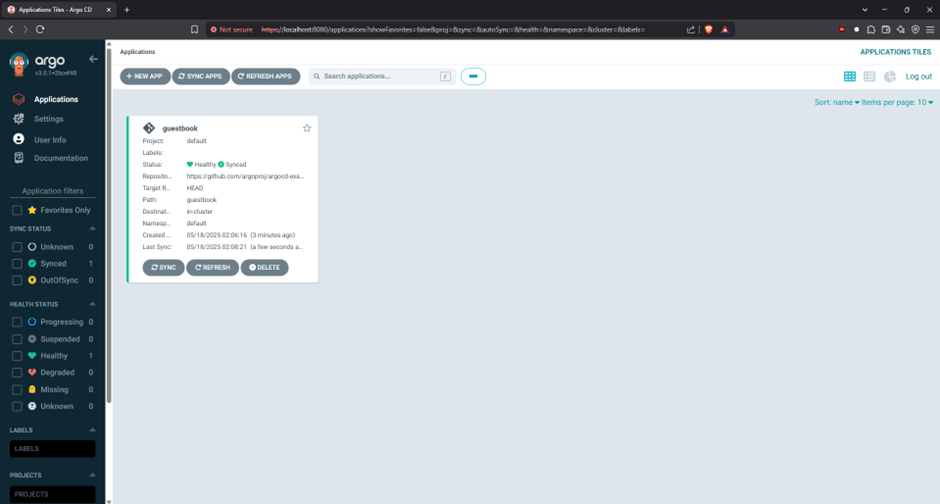 Applications Tiles - Argo CD
Not secure https://localhost:8080/applications?showFavorites=false&proj=&sync=&autoSync=&health=&namespace=&cluster=&labels=
argo
v3.0.1+2bcef48
Applications
Settings
User Info
Documentation
Application filters
Favorites Only
SYNC STATUS
Unknown 0
Synced 1
OutOfSync 0
HEALTH STATUS
Progressing 0
Suspended 0
Healthy 1
Degraded 0
Missing 0
Unknown 0
LABELS
LABELS
PROJECTS
PROJECTS
Applications
APPLICATIONS TILES
+ NEW APP SYNC APPS REFRESH APPS Search applications... /
Log out
Sort: name Items per page: 10
guestbook
Project: default
Labels:
Status: Healthy Synced
Reposito... https://github.com/argoproj/argocd-exa...
Target R... HEAD
Path: guestbook
Destinat... in-cluster
Namesp... default
Created ... 05/18/2025 02:06:16 (3 minutes ago)
Last Sync: 05/18/2025 02:08:21 (a few seconds a...
SYNC REFRESH DELETE